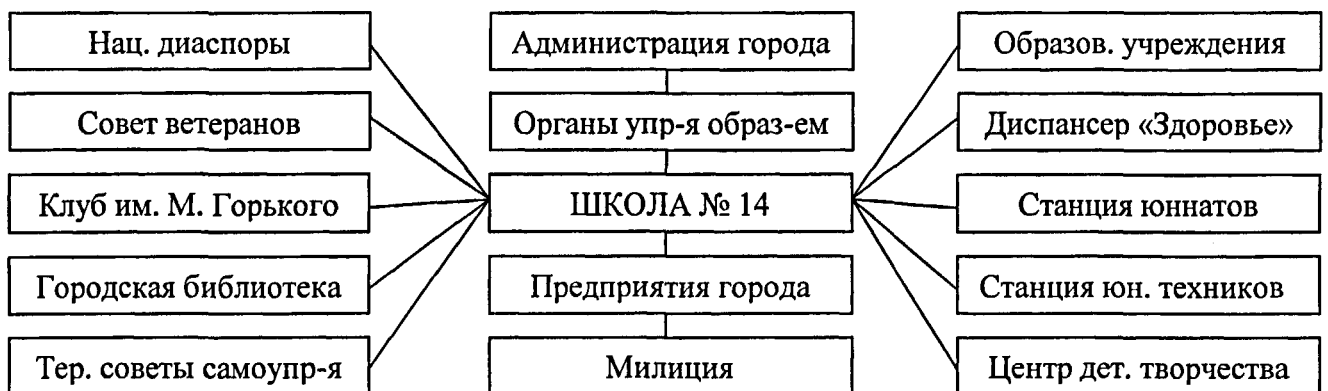 Нац. диаспоры
Администрация города
Образов. учреждения
Совет ветеранов
Органы упр-я образ-ем
Диспансер «Здоровье»
Клуб им. М. Горького
ШКОЛА № 14
Станция юннатов
Городская библиотека
Предприятия города
Станция юн. техников
Тер. советы самоупр-я
Милиция
Центр дет. творчества